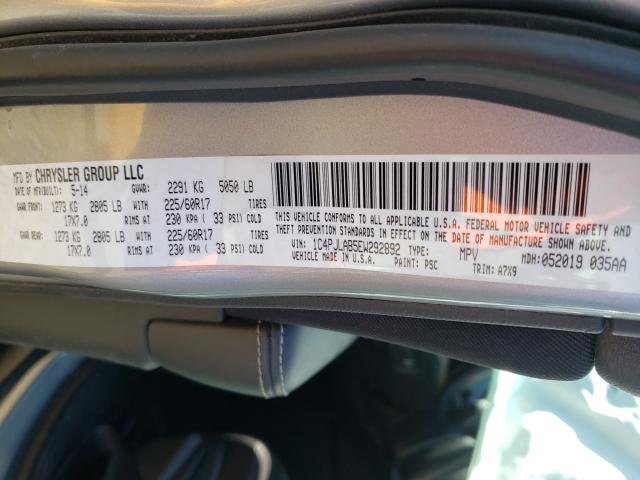 MFD BY CHRYSLER GROUP LLC
DATE OF MFR(BUILT): 5-14 GVWR: 2291 KG 5050 LB
GAWR FRONT: 1273 KG 2805 LB 225/60R17 TIRES
17X7.0 RIMS AT 230 KPA ( 33 PSI) COLD
GAWR REAR: 1273 KG 2805 LB 225/60R17 TIRES
17X7.0 RIMS AT 230 KPA ( 33 PSI) COLD
THIS VEHICLE CONFORMS TO ALL APPLICABLE U.S.A. FEDERAL MOTOR VEHICLE SAFETY, BUMPER AND
THEFT PREVENTION STANDARDS IN EFFECT ON THE DATE OF MANUFACTURE SHOWN ABOVE.
VIN: 1C4PJLAB5EW292892 TYPE: MPV MDH:052019 035AA
VEHICLE MADE IN U.S.A. PAINT: PSC TRIM: A7X9